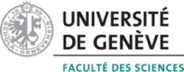 UNIVERSITÉ
DE GENÈVE
FACULTÉ DES SCIENCES